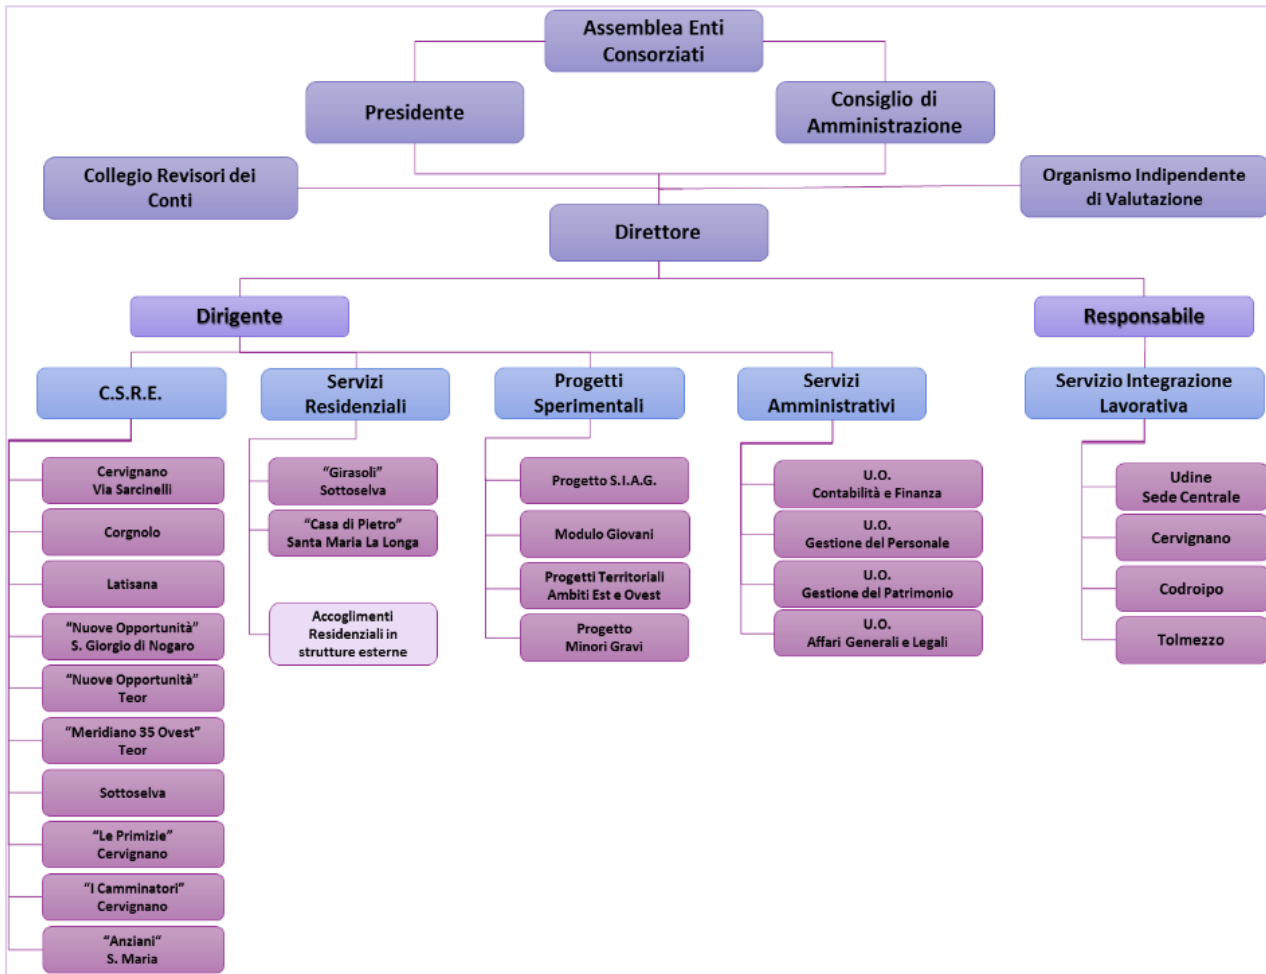 Assemblea Enti
Consorziati
Presidente
Consiglio di
Amministrazione
Collegio Revisori dei
Conti
Organismo Indipendente
di Valutazione
Direttore
Dirigente
Responsabile
C.S.R.E.
Servizi
Residenziali
Progetti
Sperimentali
Servizi
Amministrativi
Servizio Integrazione
Lavorativa
Cervignano
Via Sarcinelli
Corgnolo
Latisana
“Nuove Opportunità”
S. Giorgio di Nogaro
“Nuove Opportunità”
Teor
“Meridiano 35 Ovest”
Teor
Sottoselva
“Le Primizie”
Cervignano
“I Camminatori”
Cervignano
“Anziani“
S. Maria
“Girasoli”
Sottoselva
“Casa di Pietro”
Santa Maria La Longa
Accoglimenti
Residenziali in
strutture esterne
Progetto S.I.A.G.
Modulo Giovani
Progetti Territoriali
Ambiti Est e Ovest
Progetto
Minori Gravi
U.O.
Contabilità e Finanza
U.O.
Gestione del Personale
U.O.
Gestione del Patrimonio
U.O.
Affari Generali e Legali
Udine
Sede Centrale
Cervignano
Codroipo
Tolmezzo